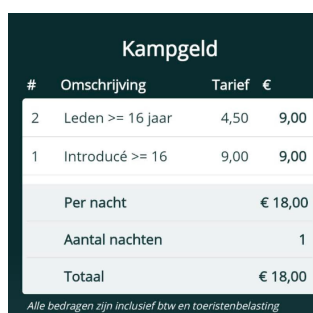 Kampgeld
# Omschrijving Tarief €
2 Leden >= 16 jaar 4,50 9,00
1 Introducé >= 16 9,00 9,00
Per nacht € 18,00
Aantal nachten 1
Totaal € 18,00
Alle bedragen zijn inclusief btw en toeristenbelasting